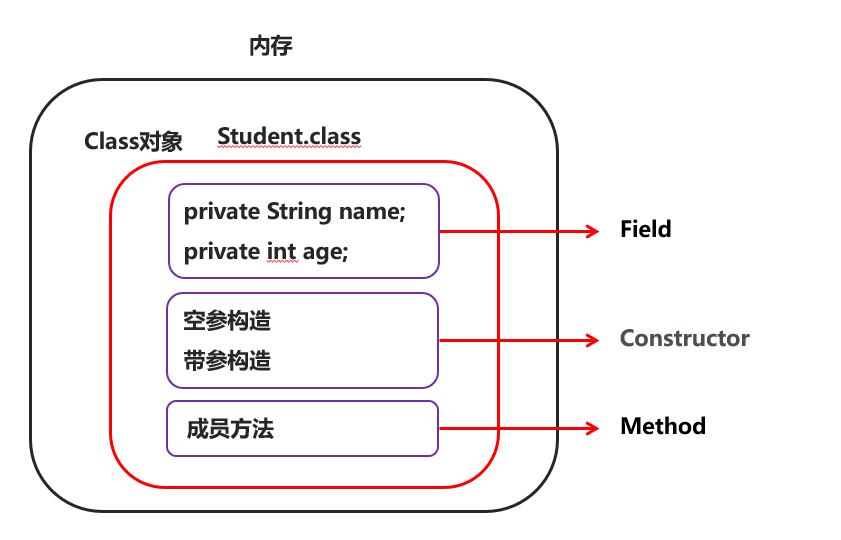 内存
Class对象 Student.class
private String name;
private int age;
Field
空参构造
带参构造
Constructor
成员方法
Method